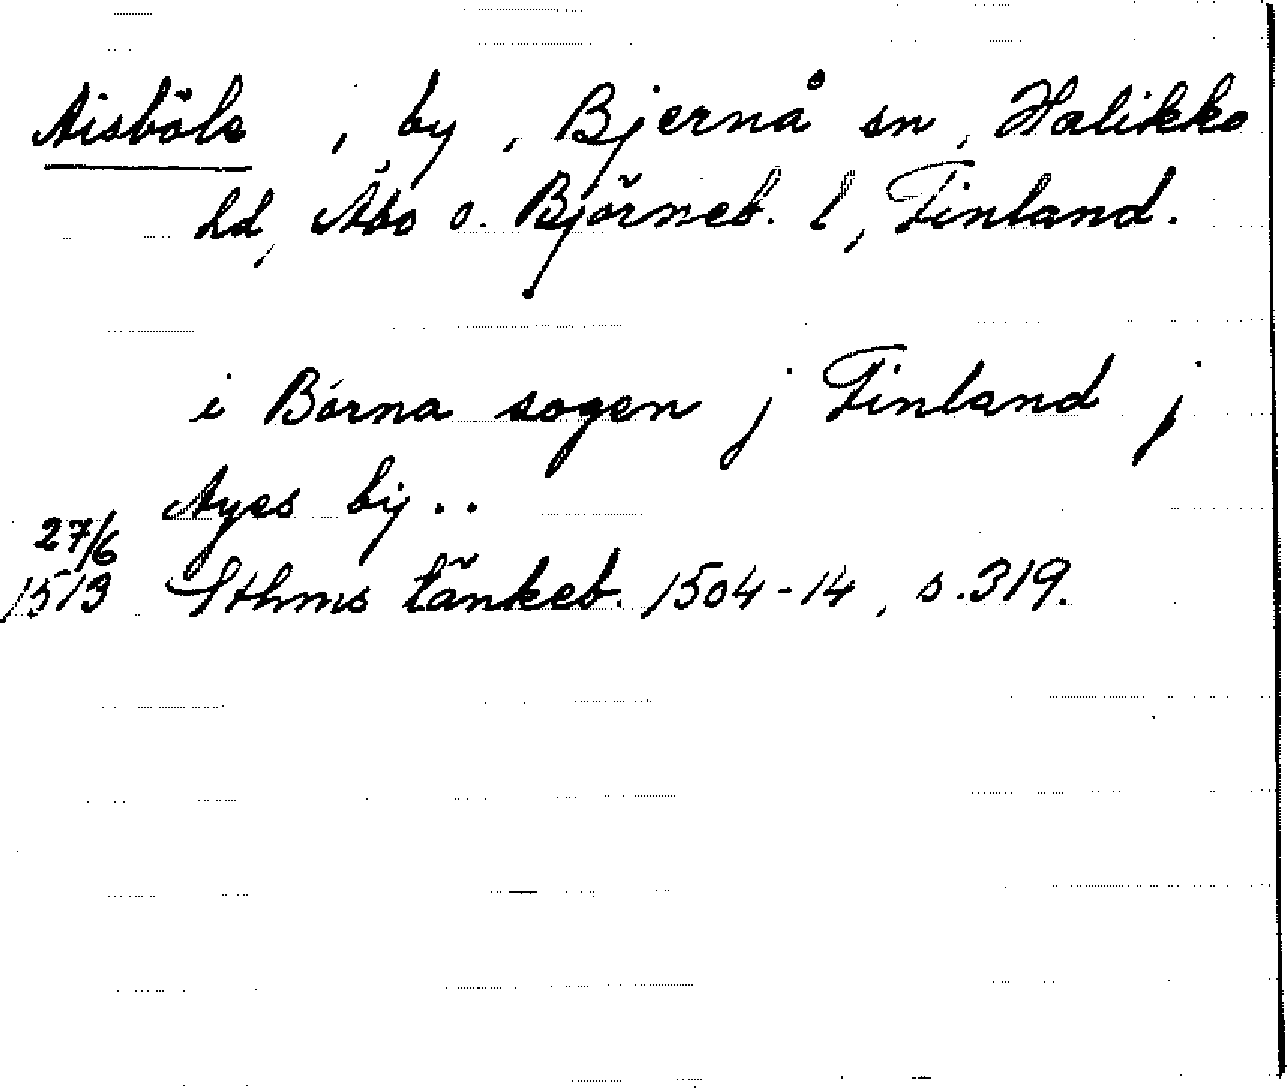 Aisböle, by, Bjernå sn, Halikko
hd, Åbo o. Björneb. l, Finland.
i Börna sogen j Finland j
Ayes bij..
27/6
1513 Sthms tänkeb. 1504-14, s.319.